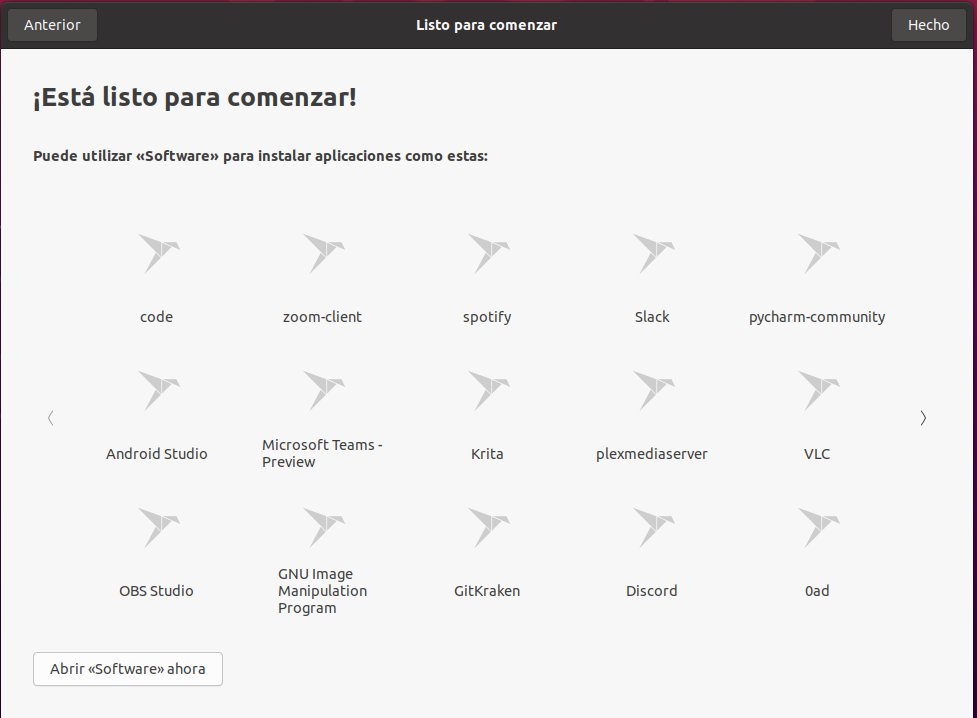 Anterior
Listo para comenzar
Hecho
¡Está listo para comenzar!
Puede utilizar «Software» para instalar aplicaciones como estas:
code
zoom-client
spotify
Slack
pycharm-community
Android Studio
Microsoft Teams -
Preview
Krita
plexmediaserver
VLC
OBS Studio
GNU Image
Manipulation
Program
GitKraken
Discord
0ad
Abrir «Software» ahora